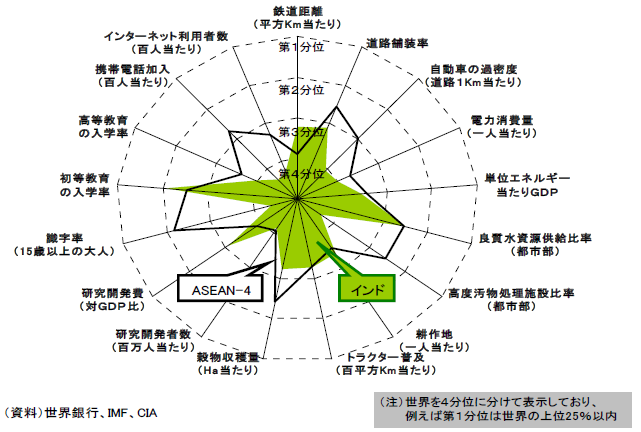 鉄道距離
(平方Km当たり)
第1分位
第2分位
第3分位
第4分位
道路舗装率
自動車の過密度
(道路1Km当たり)
電力消費量
(一人当たり)
単位エネルギー
当たりGDP
良質水資源供給比率
(都市部)
高度汚物処理施設比率
(都市部)
耕作地
(一人当たり)
トラクター普及
(百平方Km当たり)
穀物収穫量
(Ha当たり)
研究開発者数
(百万人当たり)
研究開発費
(対GDP比)
識字率
(15歳以上の大人)
初等教育
の入学率
高等教育
の入学率
携帯電話加入
(百人当たり)
インターネット利用者数
(百人当たり)
ASEAN-4
インド
(資料)世界銀行、IMF、CIA
(注)世界を4分位に分けて表示しており、
例えば第1分位は世界の上位25%以内